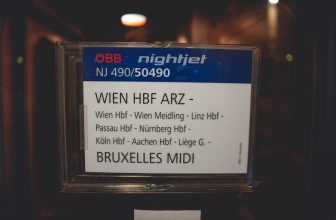 ÖBB nightjet
NJ 490/50490
WIEN HBF ARZ -
Wien Hbf - Wien Meidling - Linz Hbf -
Passau Hbf - Nürnberg Hbf -
Köln Hbf - Aachen Hbf - Liège G. -
BRUXELLES MIDI